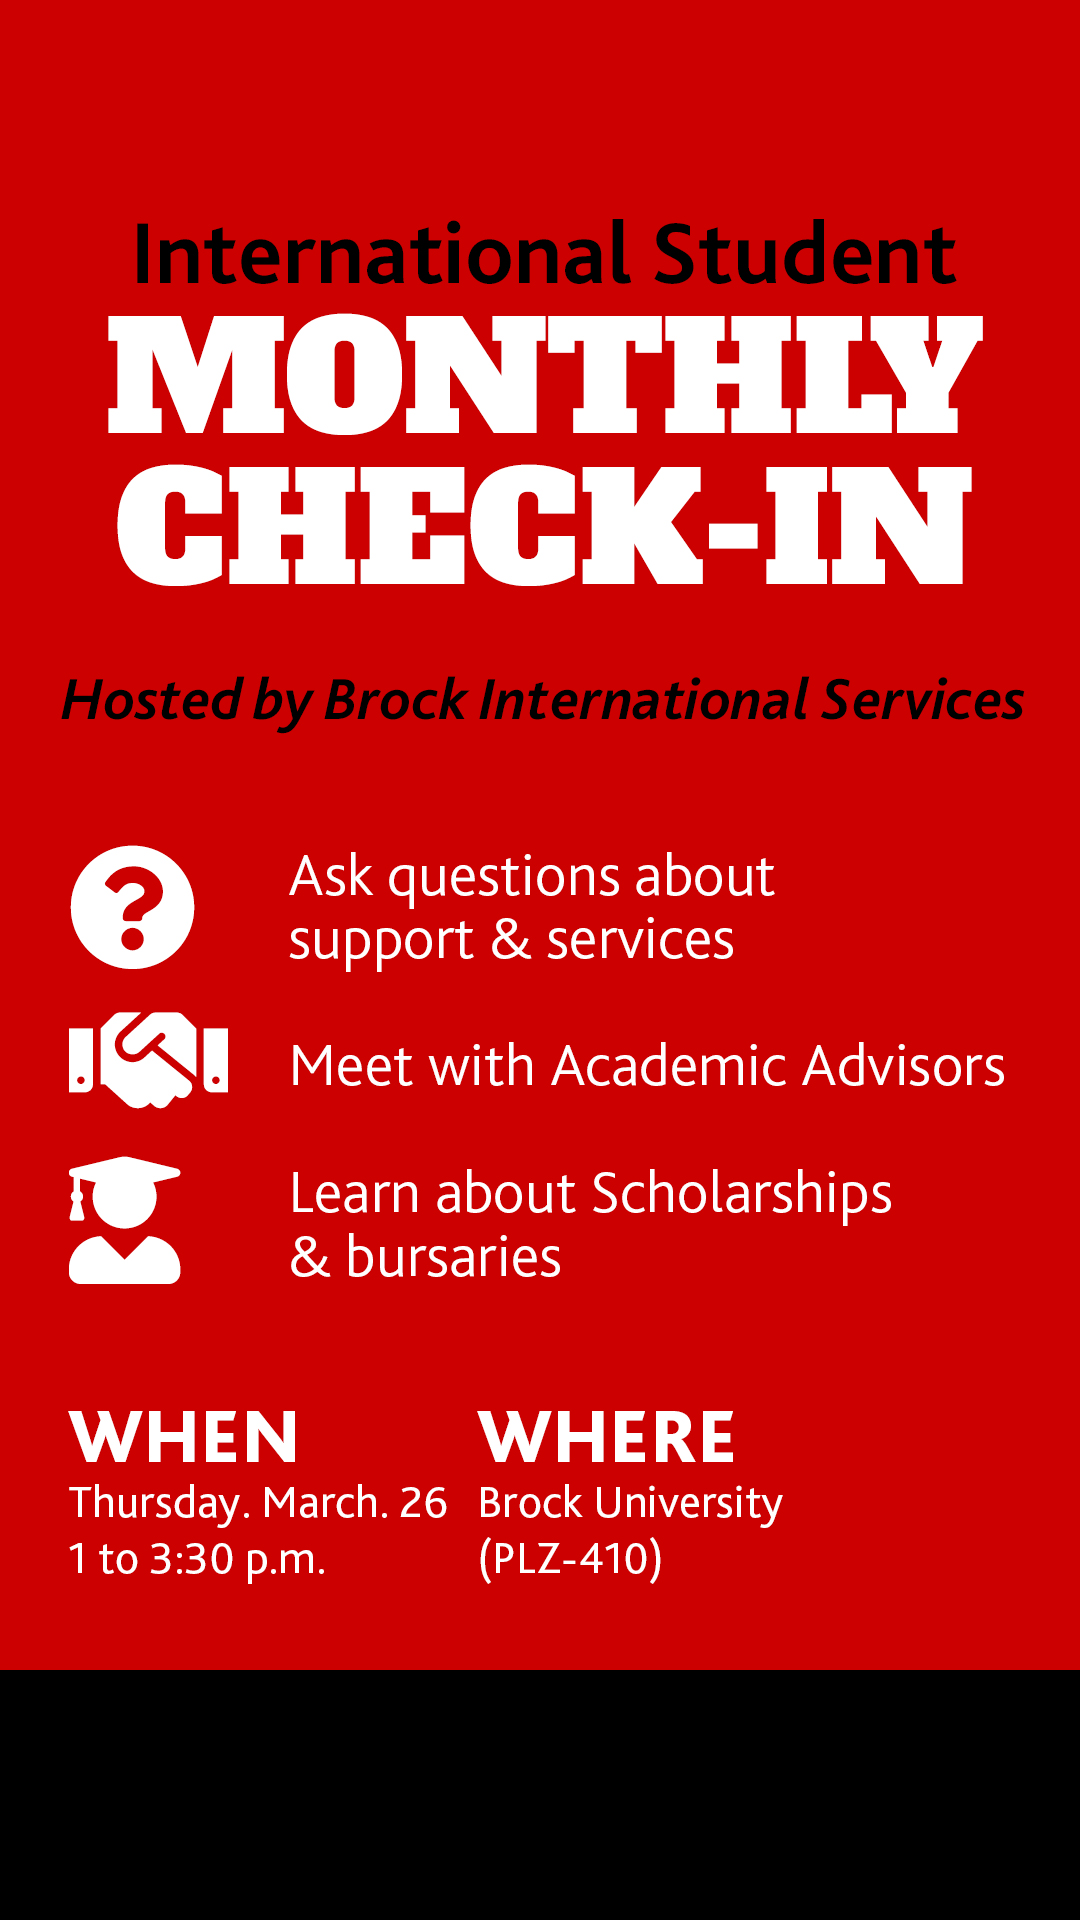 International Student
MONTHLY
CHECK-IN
Hosted by Brock International Services
Ask questions about
support & services
Meet with Academic Advisors
Learn about Scholarships
& bursaries
WHEN
Thursday. March. 26
1 to 3:30 p.m.
WHERE
Brock University
(PLZ-410)